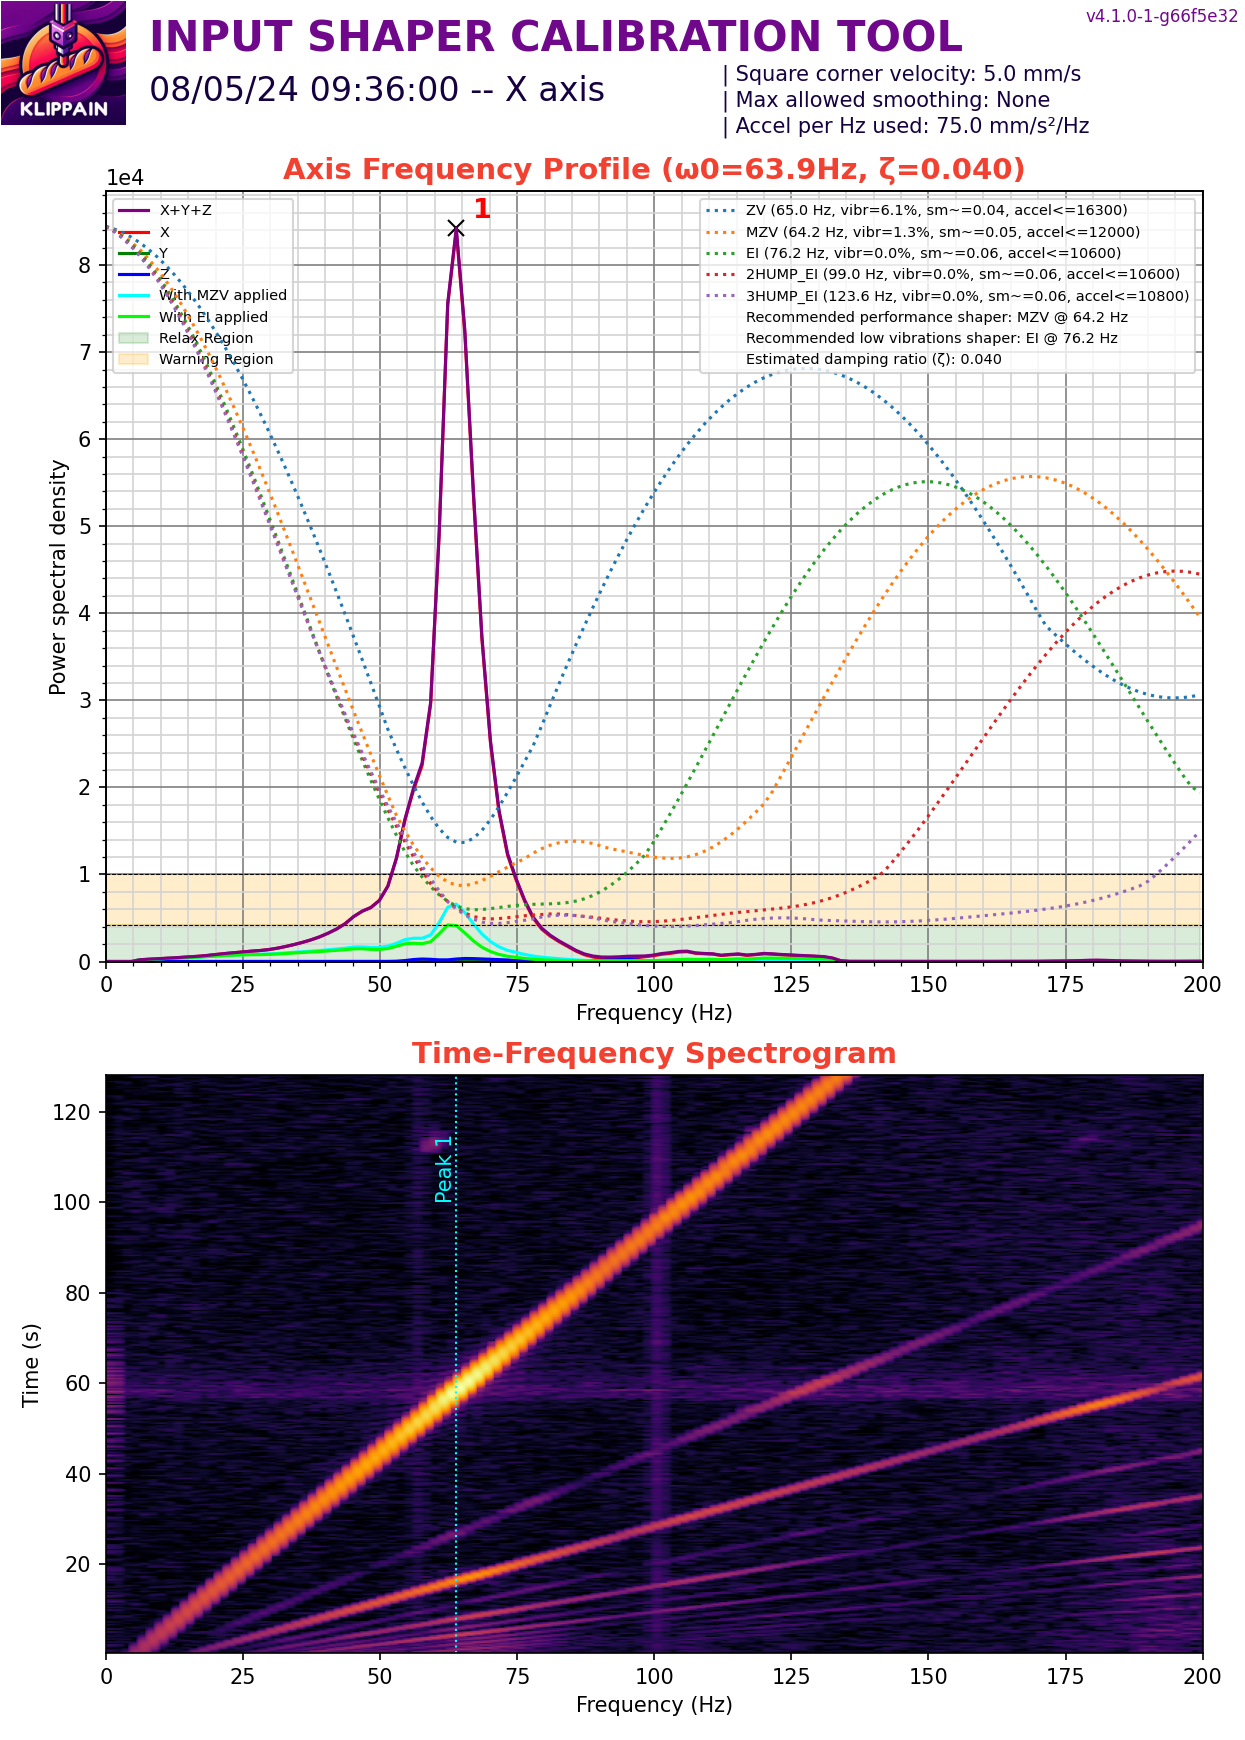 v4.1.0-1-g66f5e32
INPUT SHAPER CALIBRATION TOOL
08/05/24 09:36:00 -- X axis
| Square corner velocity: 5.0 mm/s
| Max allowed smoothing: None
| Accel per Hz used: 75.0 mm/s²/Hz
KLIPPAIN
Axis Frequency Profile (ω0=63.9Hz, ζ=0.040)
1e4
1
X+Y+Z
X
Y
Z
With MZV applied
With EI applied
Relax Region
Warning Region
ZV (65.0 Hz, vibr=6.1%, sm~=0.04, accel<=16300)
MZV (64.2 Hz, vibr=1.3%, sm~=0.05, accel<=12000)
EI (76.2 Hz, vibr=0.0%, sm~=0.06, accel<=10600)
2HUMP_EI (99.0 Hz, vibr=0.0%, sm~=0.06, accel<=10600)
3HUMP_EI (123.6 Hz, vibr=0.0%, sm~=0.06, accel<=10800)
Recommended performance shaper: MZV @ 64.2 Hz
Recommended low vibrations shaper: EI @ 76.2 Hz
Estimated damping ratio (ζ): 0.040
Power spectral density
8
7
6
5
4
3
2
1
0
0 25 50 75 100 125 150 175 200
Frequency (Hz)
Time-Frequency Spectrogram
Time (s)
120
100
80
60
40
20
Peak 1
0 25 50 75 100 125 150 175 200
Frequency (Hz)